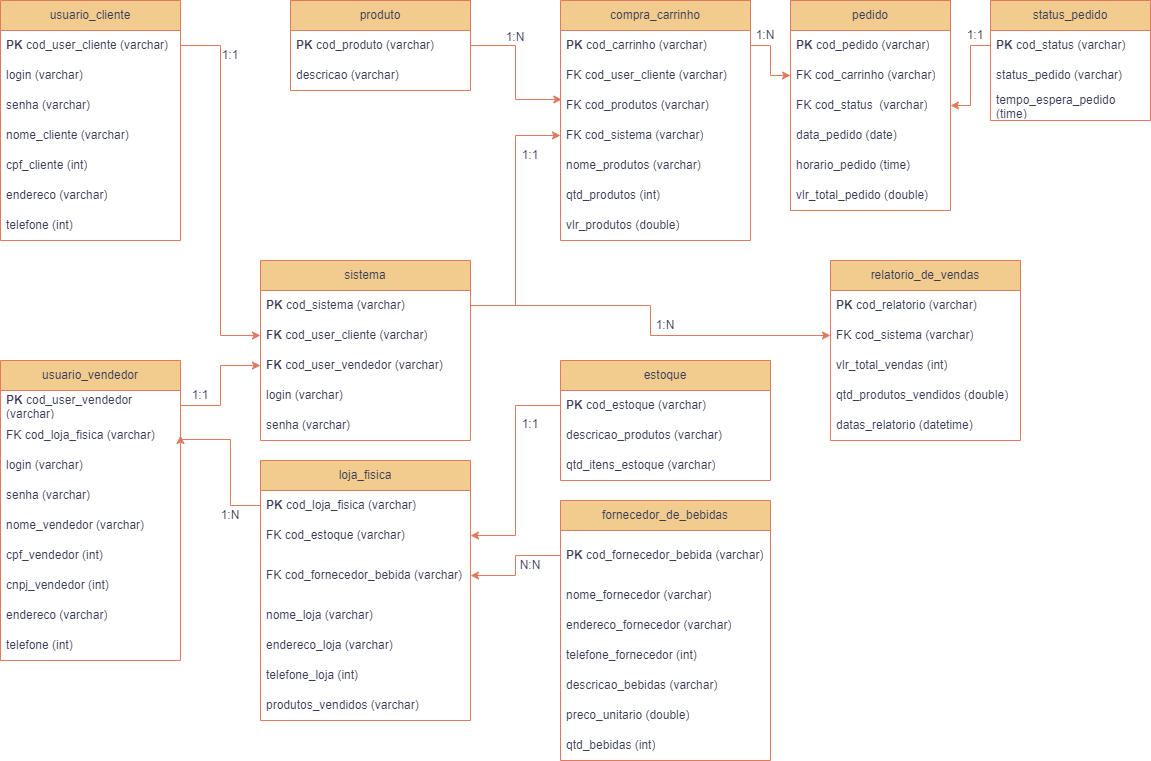 usuario_cliente
PK cod_user_cliente (varchar)
login (varchar)
senha (varchar)
nome_cliente (varchar)
cpf_cliente (int)
endereco (varchar)
telefone (int)
1:1
produto
PK cod_produto (varchar)
descricao (varchar)
1:N
compra_carrinho
PK cod_carrinho (varchar)
FK cod_user_cliente (varchar)
FK cod_produtos (varchar)
FK cod_sistema (varchar)
nome_produtos (varchar)
qtd_produtos (int)
vlr_produtos (double)
1:N
pedido
PK cod_pedido (varchar)
FK cod_carrinho (varchar)
FK cod_status (varchar)
data_pedido (date)
horario_pedido (time)
vlr_total_pedido (double)
1:1
status_pedido
PK cod_status (varchar)
status_pedido (varchar)
tempo_espera_pedido
(time)
1:1
sistema
PK cod_sistema (varchar)
FK cod_user_cliente (varchar)
FK cod_user_vendedor (varchar)
login (varchar)
senha (varchar)
1:N
relatorio_de_vendas
PK cod_relatorio (varchar)
FK cod_sistema (varchar)
vlr_total_vendas (int)
qtd_produtos_vendidos (double)
datas_relatorio (datetime)
usuario_vendedor
PK cod_user_vendedor
(varchar)
FK cod_loja_fisica (varchar)
login (varchar)
senha (varchar)
nome_vendedor (varchar)
cpf_vendedor (int)
cnpj_vendedor (int)
endereco (varchar)
telefone (int)
1:1
1:N
loja_fisica
PK cod_loja_fisica (varchar)
FK cod_estoque (varchar)
FK cod_fornecedor_bebida (varchar)
nome_loja (varchar)
endereco_loja (varchar)
telefone_loja (int)
produtos_vendidos (varchar)
1:1
N:N
estoque
PK cod_estoque (varchar)
descricao_produtos (varchar)
qtd_itens_estoque (varchar)
fornecedor_de_bebidas
PK cod_fornecedor_bebida (varchar)
nome_fornecedor (varchar)
endereco_fornecedor (varchar)
telefone_fornecedor (int)
descricao_bebidas (varchar)
preco_unitario (double)
qtd_bebidas (int)